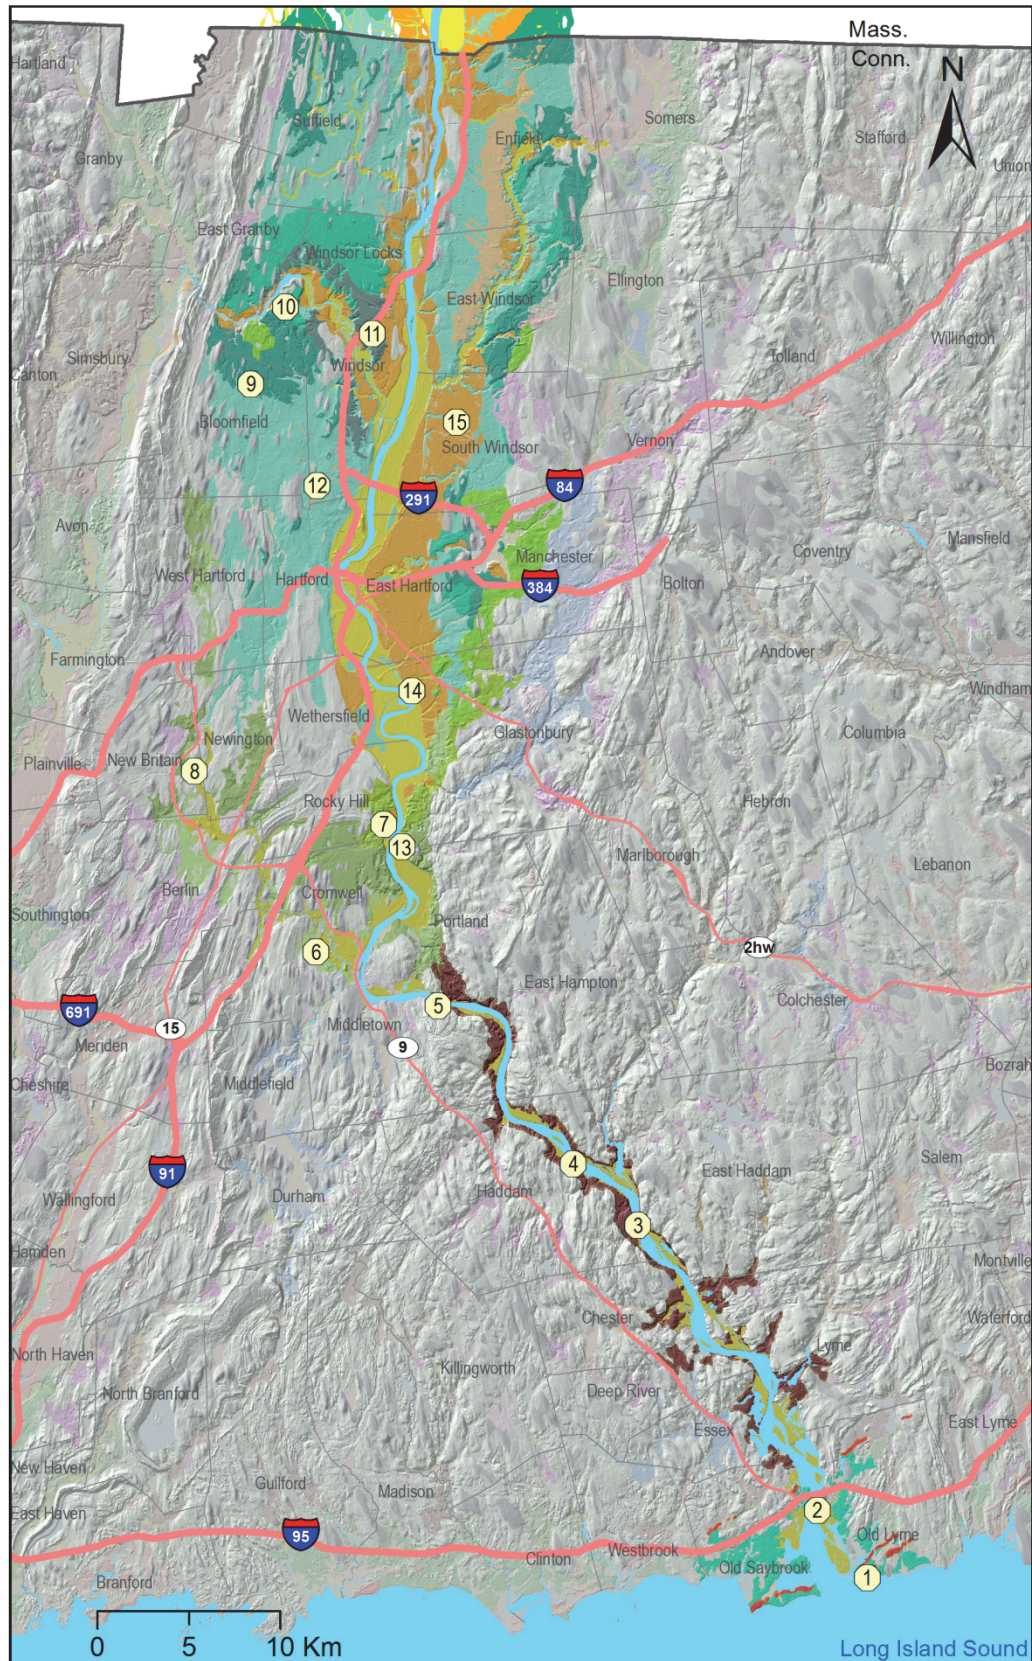 Mass.
Conn.
N
Hartland
Suffield
Enfield
Somers
Stafford
Granby
Union
East Granby
Windsor Locks
Ellington
East Windsor
10
11
Willington
Simsbury
Tolland
Windsor
Canton
9
Bloomfield
15
South Windsor
Vernon
12
291
84
Avon
Mansfield
Coventry
West Hartford
Hartford
East Hartford
Manchester
Bolton
384
Farmington
Andover
Windham
14
Wethersfield
Glastonbury
Columbia
Newington
New Britain
Plainville
8
Rocky Hill
Hebron
7
13
Marlborough
Lebanon
Berlin
Cromwell
Southington
Portland
6
2hw
East Hampton
5
Colchester
691
15
Middletown
Meriden
9
Bozrah
Cheshire
Middlefield
4
91
East Haddam
Salem
Wallingford
Durham
Haddam
3
Hamden
Montville
Chester
Waterford
North Haven
Lyme
Killingworth
North Branford
Deep River
East Lyme
Essex
New Haven
Guilford
Madison
East Haven
2
95
Old Lyme
Westbrook
Clinton
Old Saybrook
1
Branford
0 5 10 Km
Long Island Sound